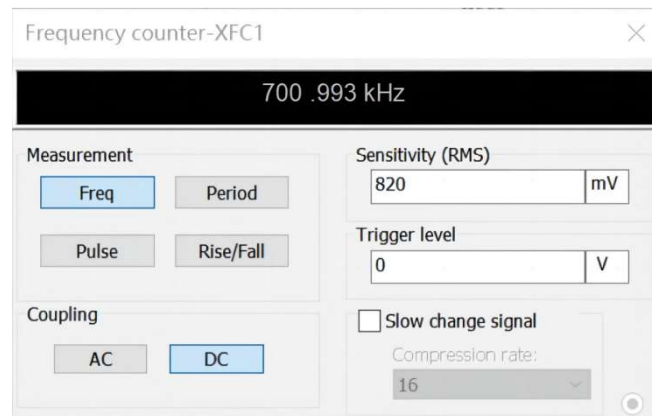 Frequency counter-XFC1
700 .993 kHz
Measurement
Freq
Period
Pulse
Rise/Fall
Coupling
AC
DC
Sensitivity (RMS)
820
mV
Trigger level
0
V
Slow change signal
Compression rate:
16